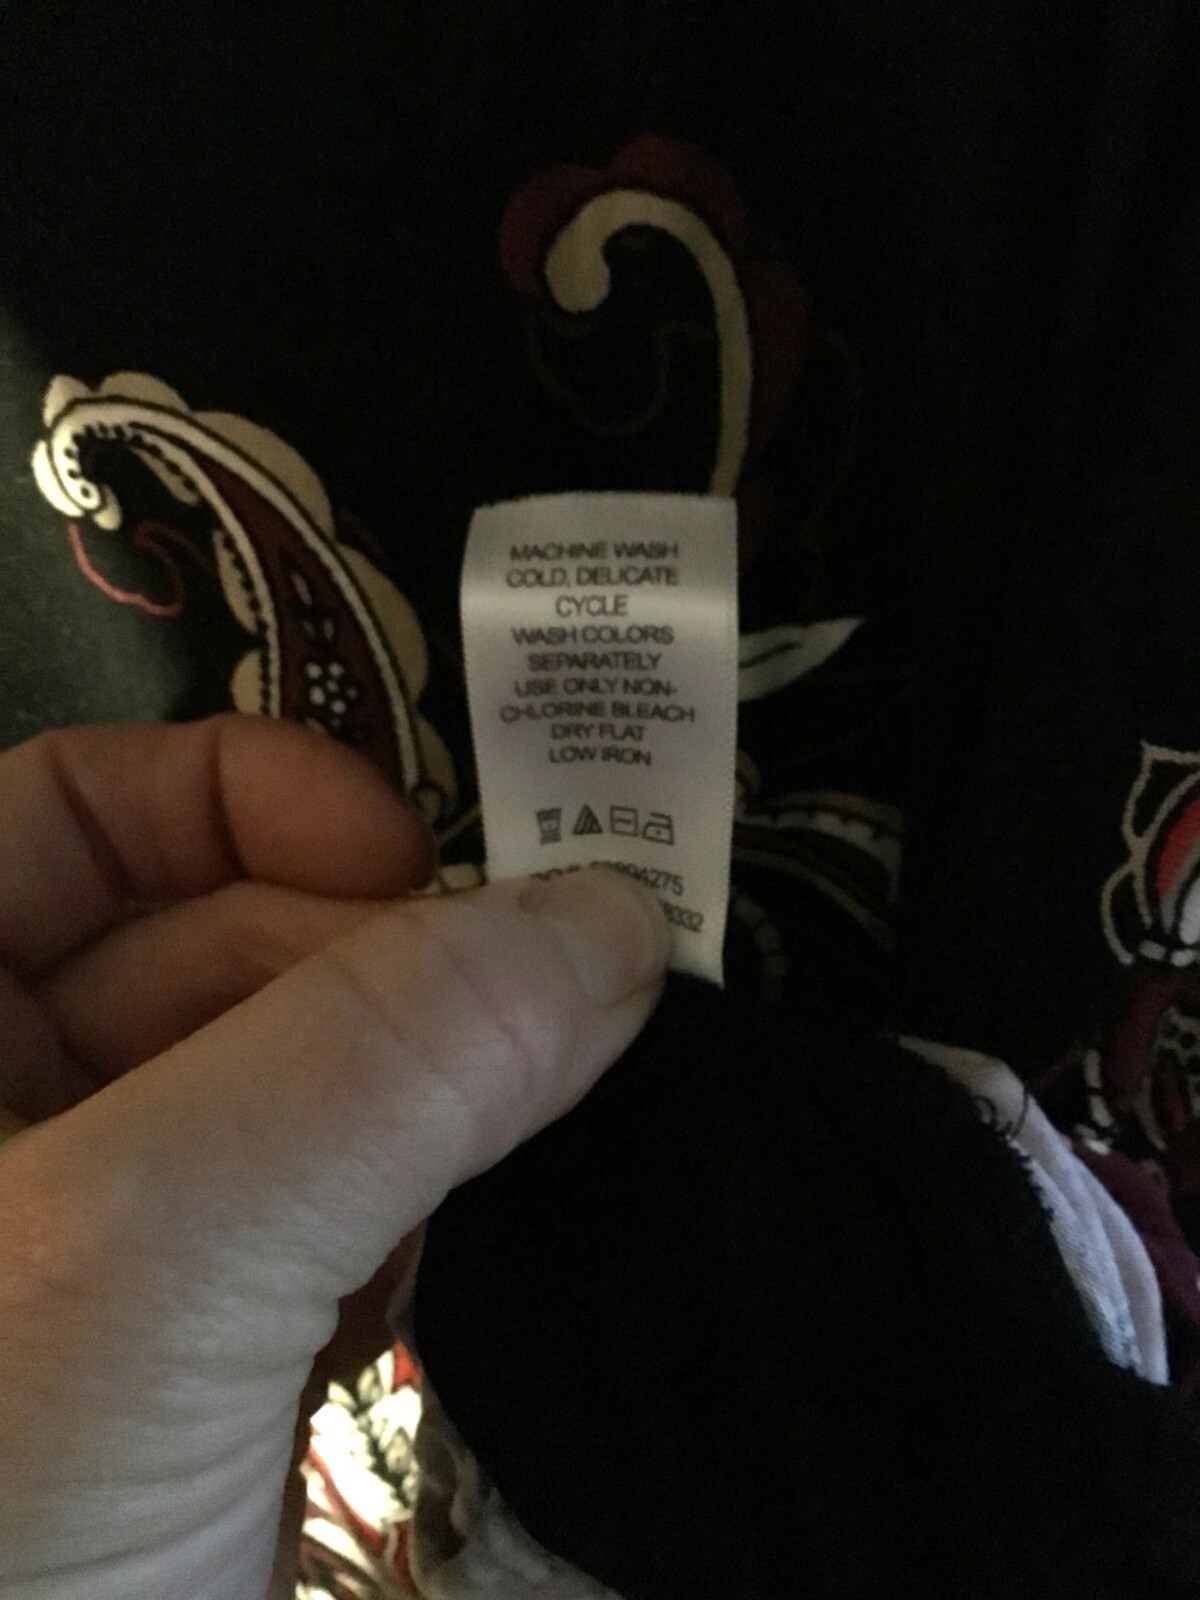 MACHINE WASH
COLD, DELICATE
CYCLE
WASH COLORS
SEPARATELY
USE ONLY NON-
CHLORINE BLEACH
DRY FLAT
LOW IRON